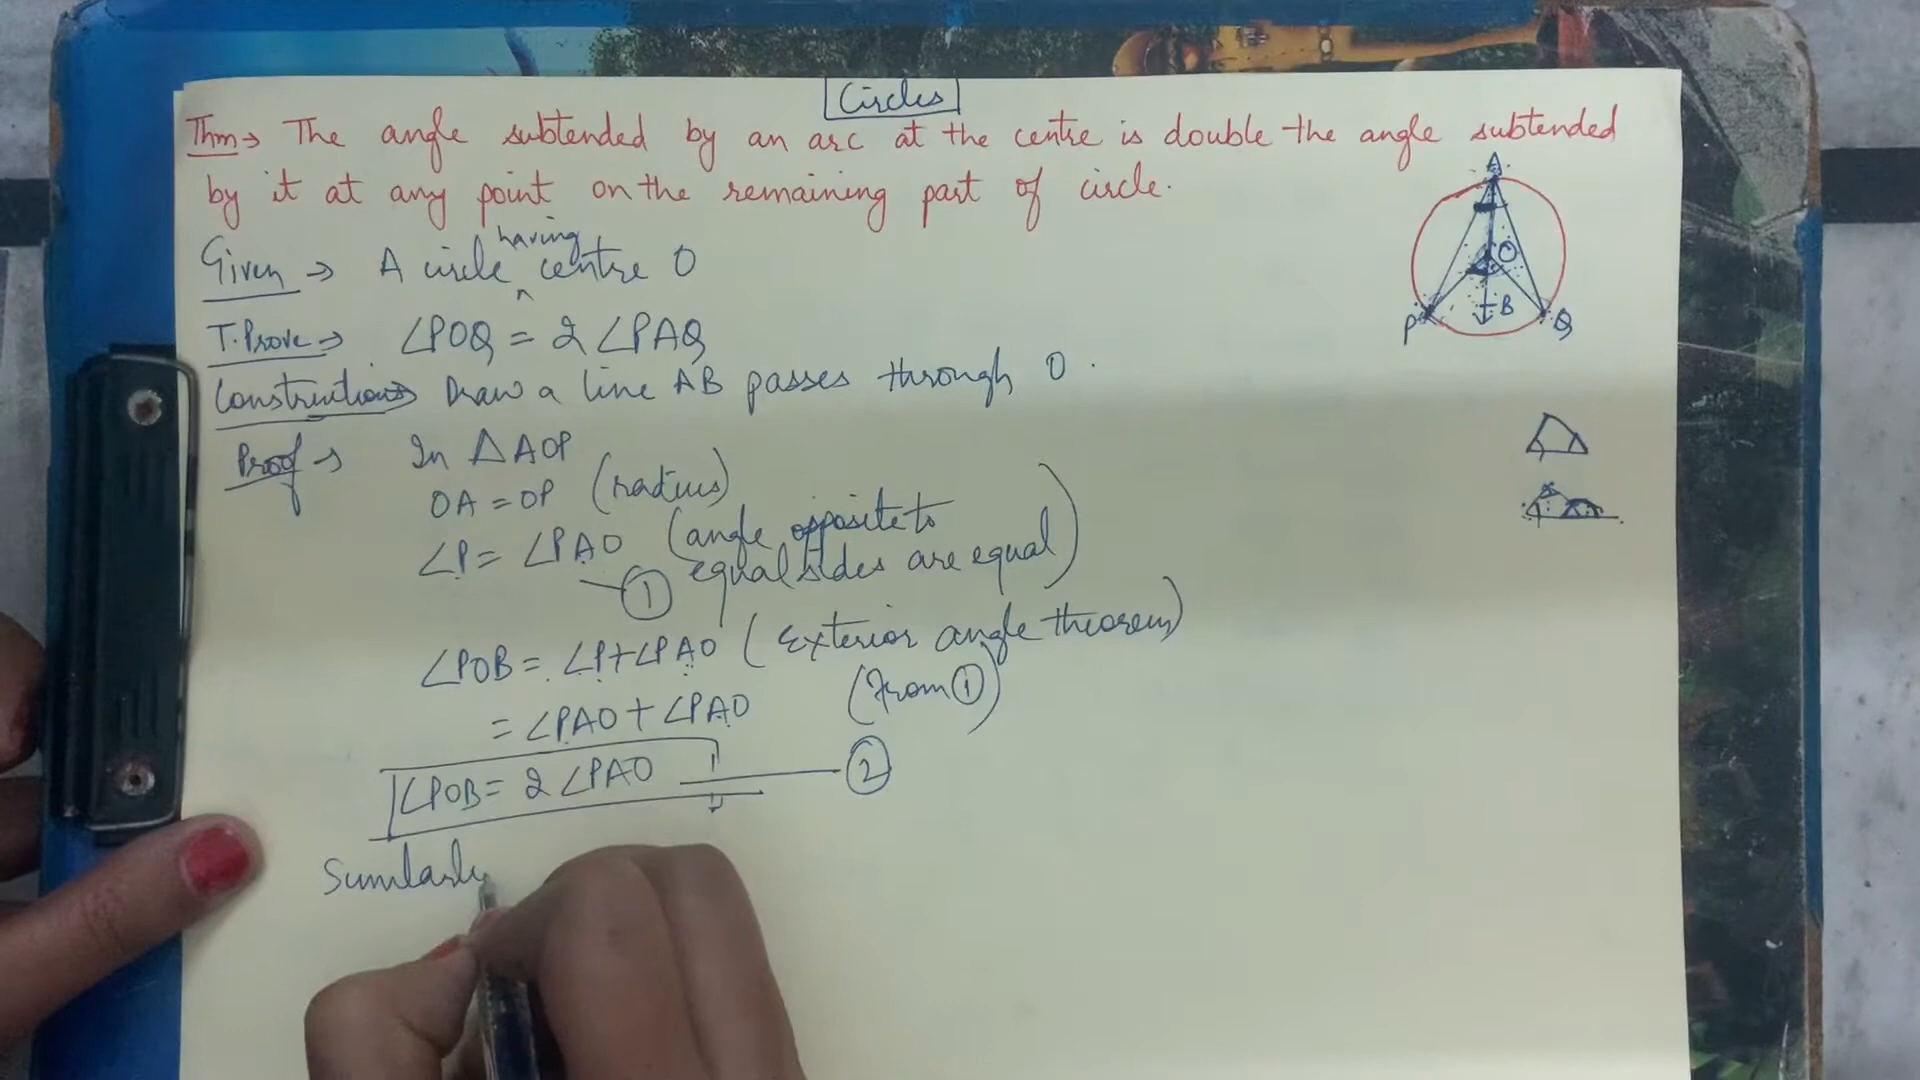 Circles
Thm→ The angle subtended by an arc at the centre is double the angle subtended
by it at any point on the remaining part of circle.
Given → A circle having centre O
T.Prove→ ∠POQ = 2 ∠PAQ
Construction→ Draw a line AB passes through O.
Proof→ In △AOP
OA = OP (radius)
∠P = ∠PAO (angle opposite to
equal sides are equal)
①
∠POB = ∠P+∠PAO (Exterior angle theorem)
= ∠PAO + ∠PAO (From ①)
∠POB = 2 ∠PAO ②
Similarly
A
O
B
P
Q